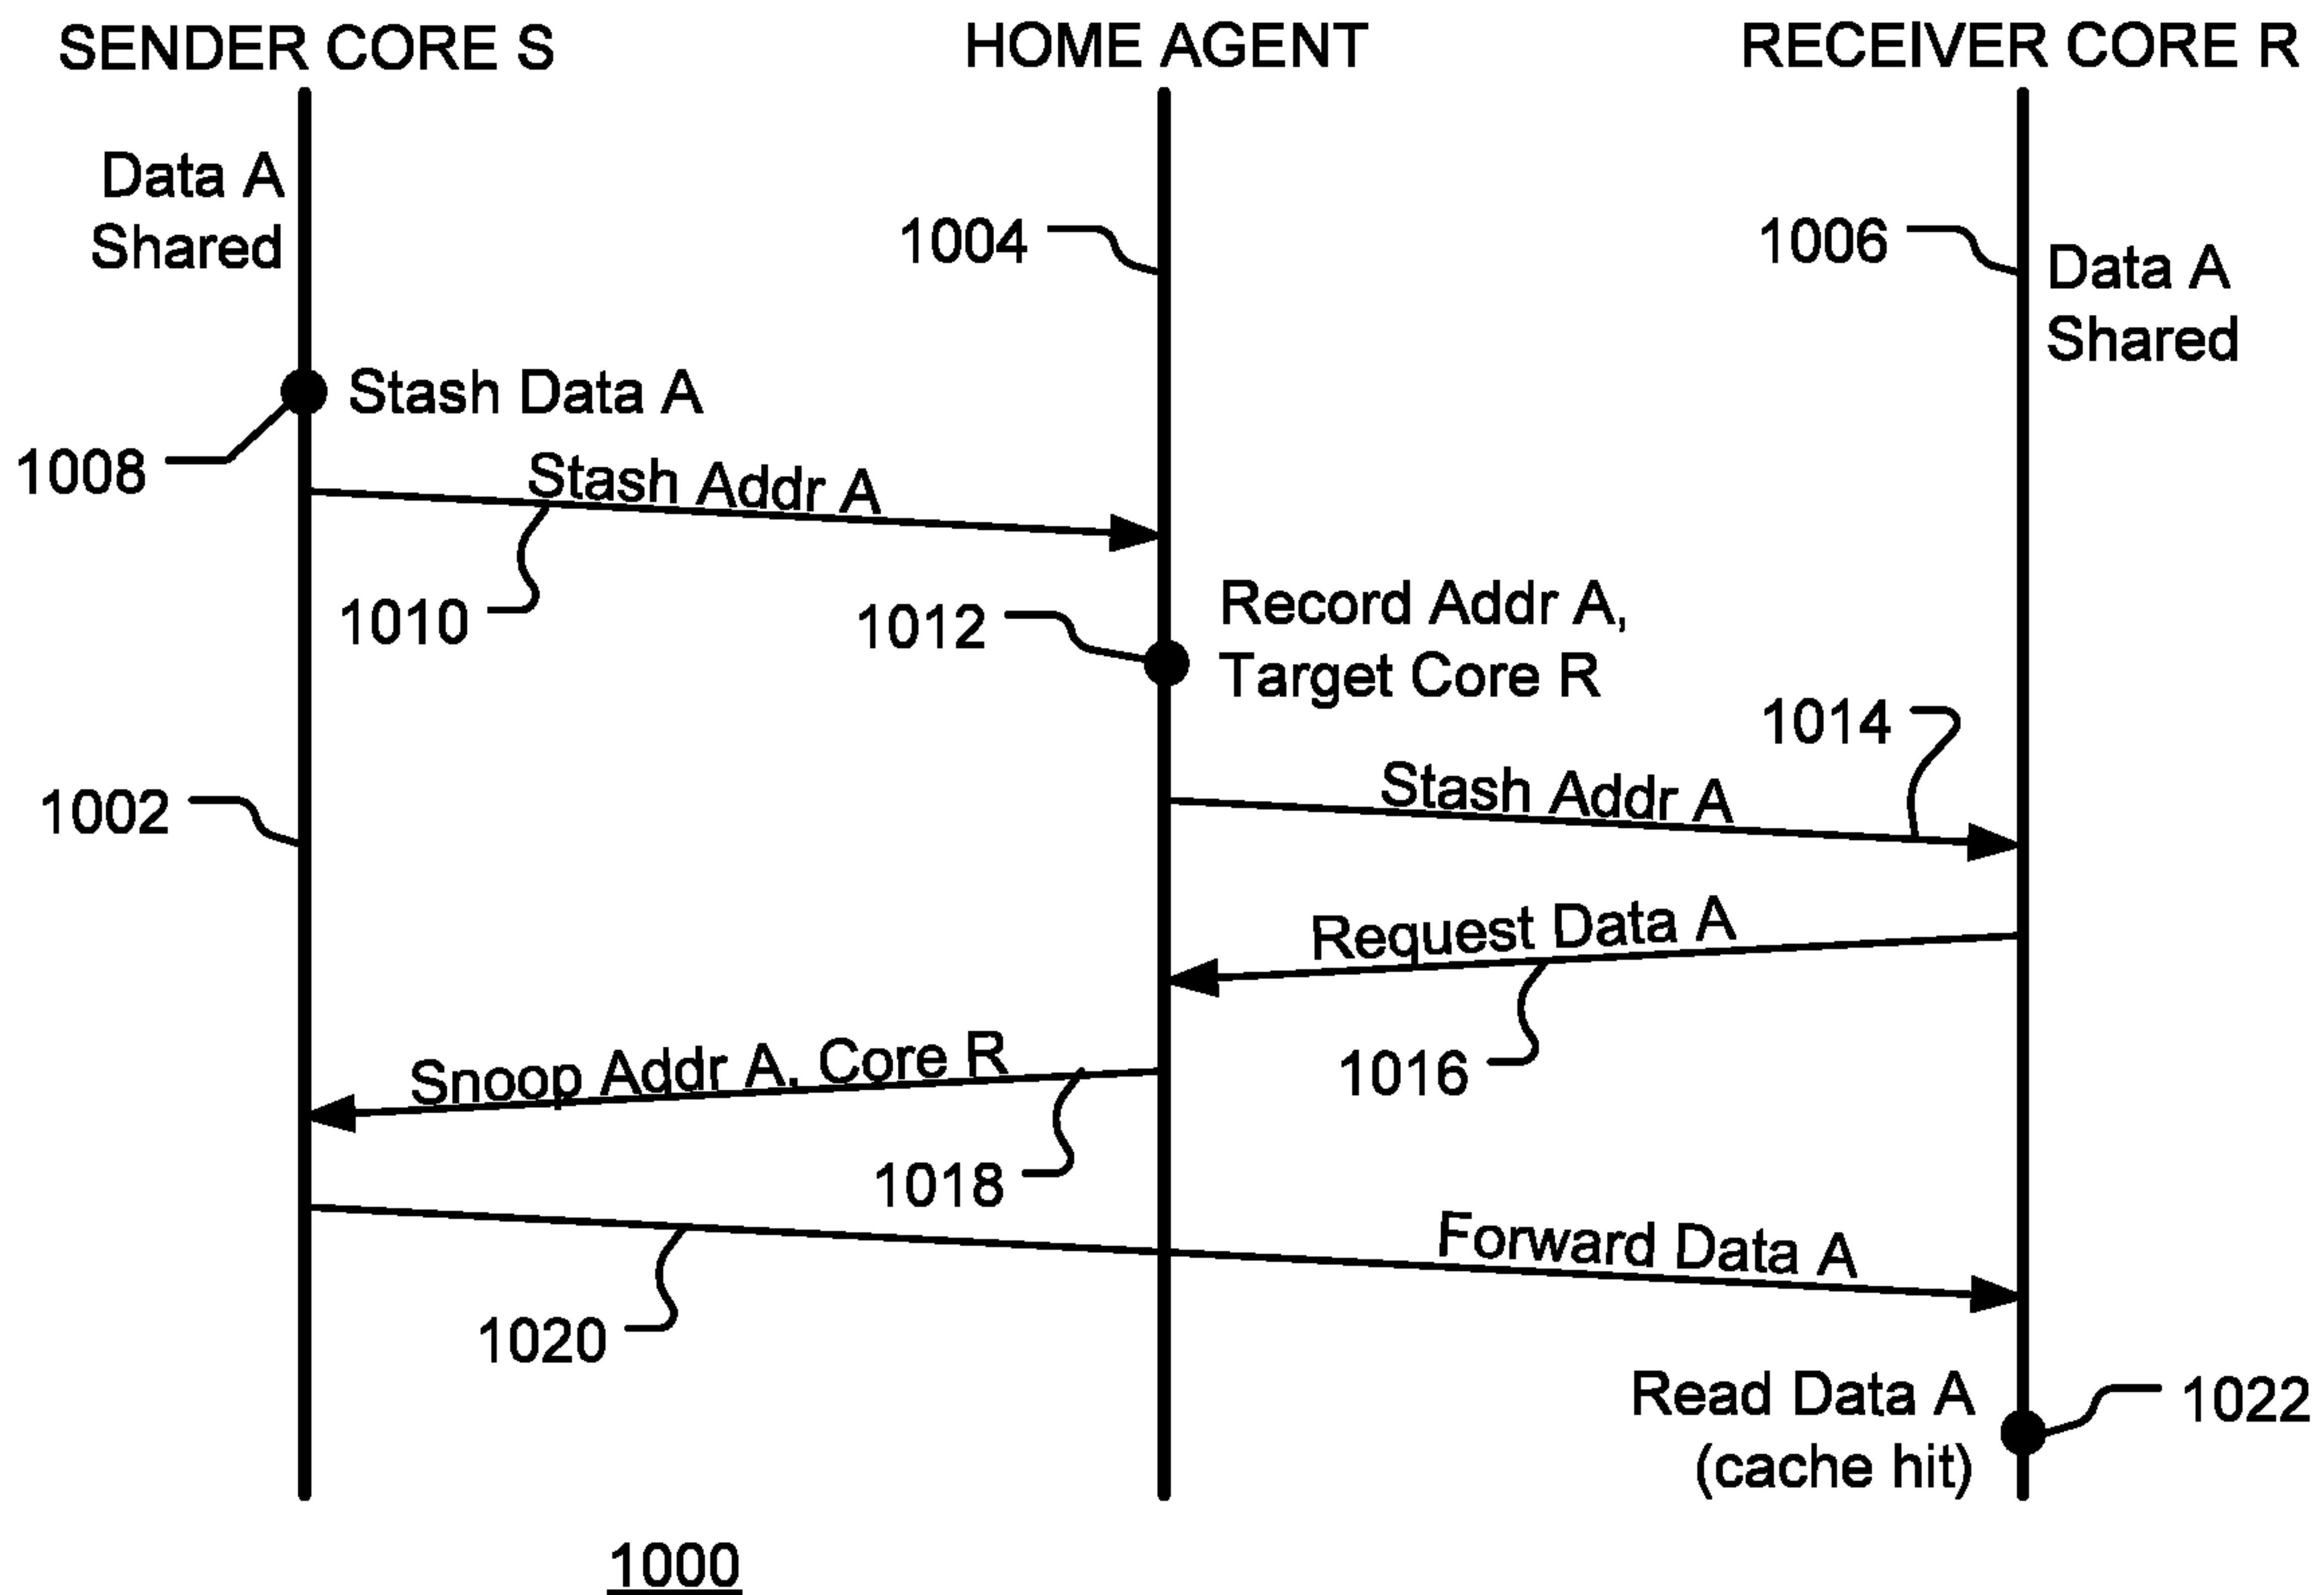 SENDER CORE S
HOME AGENT
RECEIVER CORE R
Data A
Shared
1004
1006
Data A
Shared
Stash Data A
1008
Stash Addr A
1010
1012
Record Addr A,
Target Core R
1014
1002
Stash Addr A
Request Data A
1016
Snoop Addr A, Core R
1018
Forward Data A
1020
Read Data A
(cache hit)
1022
1000